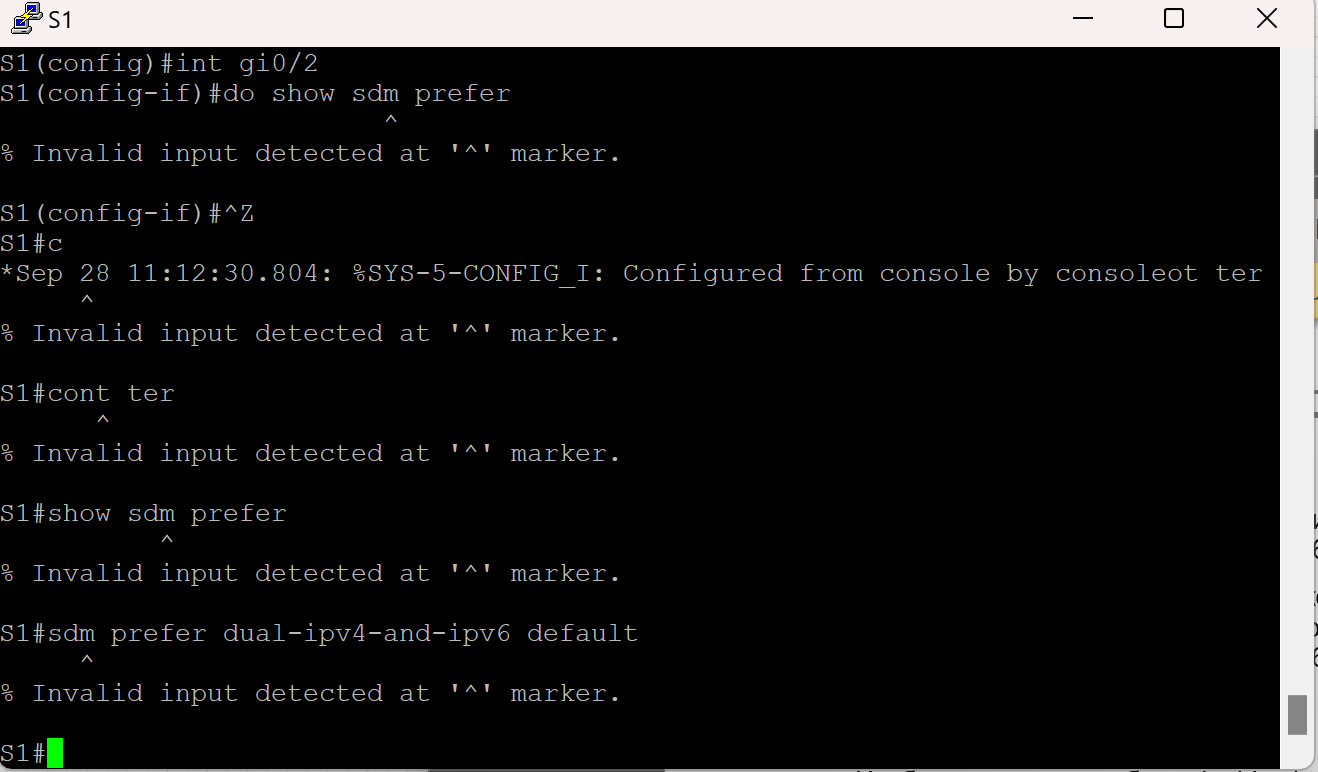 S1
S1(config)#int gi0/2
S1(config-if)#do show sdm prefer
^
% Invalid input detected at '^' marker.
S1(config-if)#^Z
S1#c
*Sep 28 11:12:30.804: %SYS-5-CONFIG_I: Configured from console by consoleot ter
^
% Invalid input detected at '^' marker.
S1#cont ter
^
% Invalid input detected at '^' marker.
S1#show sdm prefer
^
% Invalid input detected at '^' marker.
S1#sdm prefer dual-ipv4-and-ipv6 default
^
% Invalid input detected at '^' marker.
S1#